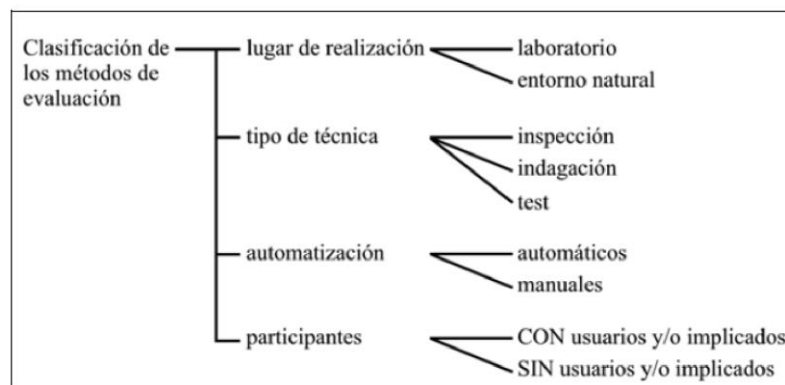 Clasificación de
los métodos de
evaluación
lugar de realización
laboratorio
entorno natural
tipo de técnica
inspección
indagación
test
automatización
automáticos
manuales
participantes
CON usuarios y/o implicados
SIN usuarios y/o implicados